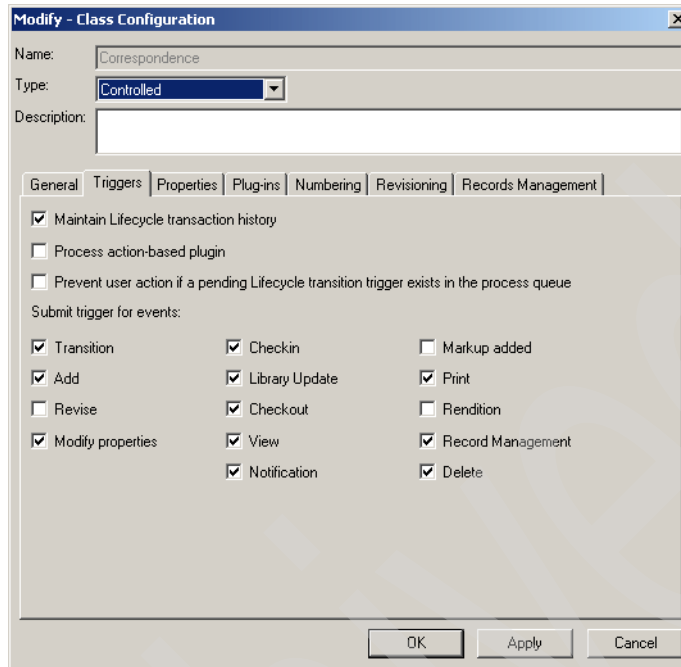 Modify - Class Configuration
Name: Correspondence
Type: Controlled
Description:
General Triggers Properties Plug-ins Numbering Revisioning Records Management
Maintain Lifecycle transaction history
Process action-based plugin
Prevent user action if a pending Lifecycle transition trigger exists in the process queue
Submit trigger for events:
Transition Checkin Markup added
Add Library Update Print
Revise Checkout Rendition
Modify properties View Record Management
Notification Delete
OK Apply Cancel